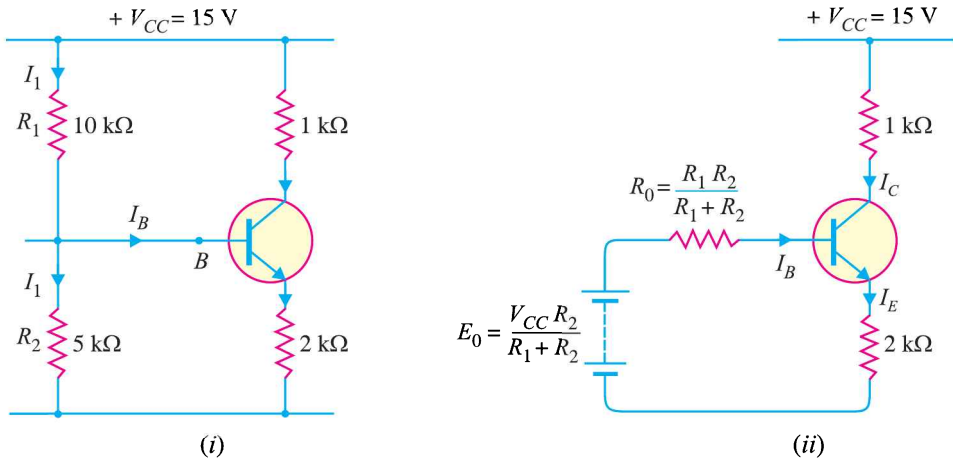 + V_CC = 15 V
I_1
R_1 10 kΩ
1 kΩ
I_B
B
I_1
R_2 5 kΩ
2 kΩ
(i)
+ V_CC = 15 V
1 kΩ
I_C
R_0 = R_1 R_2 / R_1 + R_2
I_B
I_E
E_0 = V_CC R_2 / R_1 + R_2
2 kΩ
(ii)